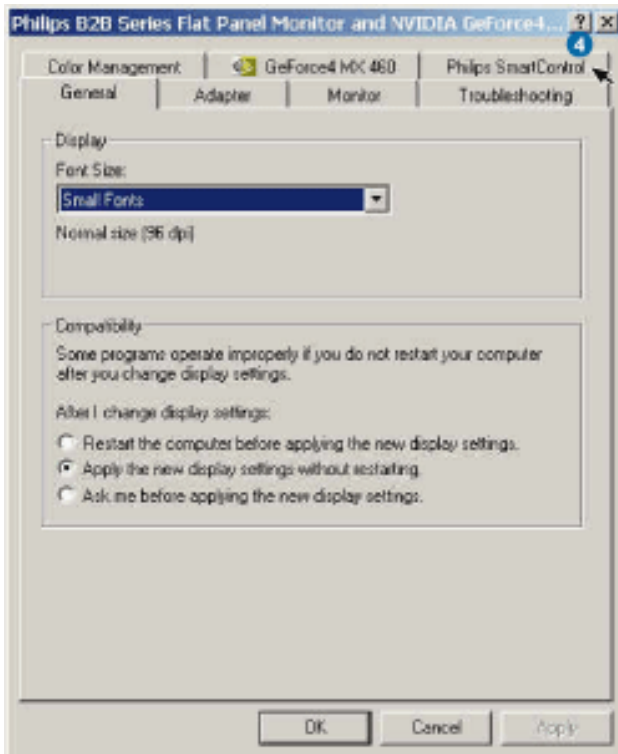 Philips B2B Series Flat Panel Monitor and NVIDIA GeForce4....
4
Color Management GeForce4 MX 460 Philips SmartControl
General Adapter Monitor Troubleshooting
Display
Font Size:
Small Fonts
Normal size (96 dpi)
Compatibility
Some programs operate improperly if you do not restart your computer
after you change display settings.
After I change display settings:
Restart the computer before applying the new display settings.
Apply the new display settings without restarting.
Ask me before applying the new display settings.
OK Cancel Apply